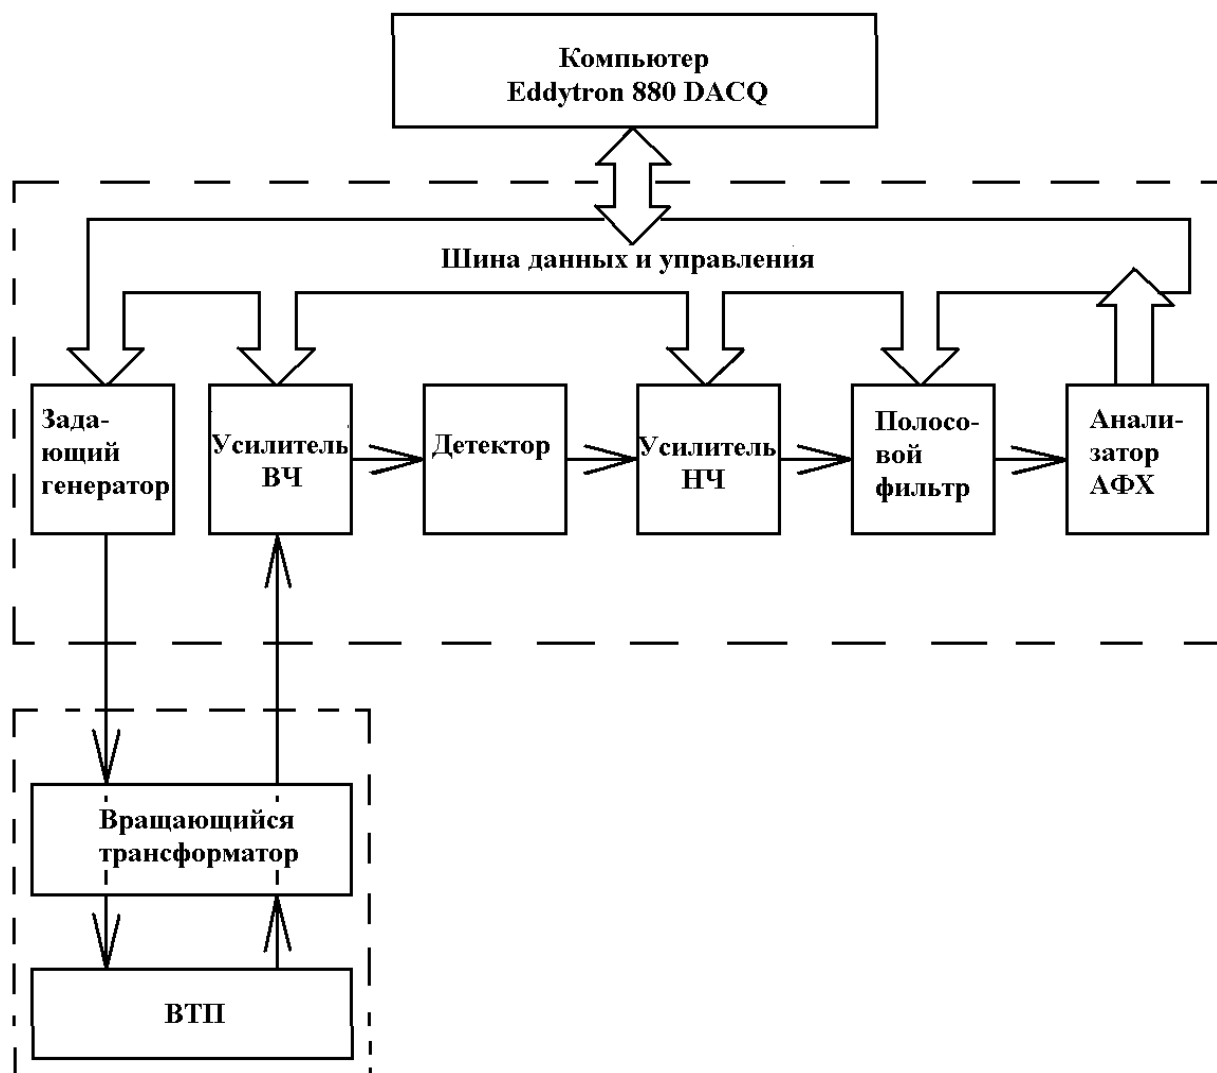 Компьютер
Eddytron 880 DACQ
Шина данных и управления
Зада-
ющий
генератор
Усилитель
ВЧ
Детектор
Усилитель
НЧ
Полосо-
вой
фильтр
Анали-
затор
АФХ
Вращающийся
трансформатор
ВТП